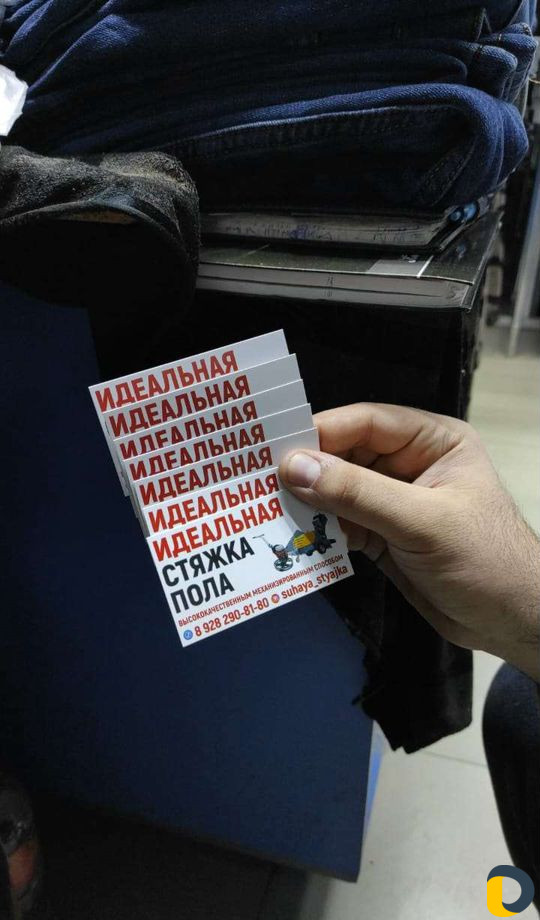 ИДЕАЛЬНАЯ
ИДЕАЛЬНАЯ
ИДЕАЛЬНАЯ
ИДЕАЛЬНАЯ
ИДЕАЛЬНАЯ
ИДЕАЛЬНАЯ
ИДЕАЛЬНАЯ
СТЯЖКА
ПОЛА
ВЫСОКОКАЧЕСТВЕННЫМ МЕХАНИЗИРОВАННЫМ СПОСОБОМ
8 928 290-81-80 suhaya_styajka